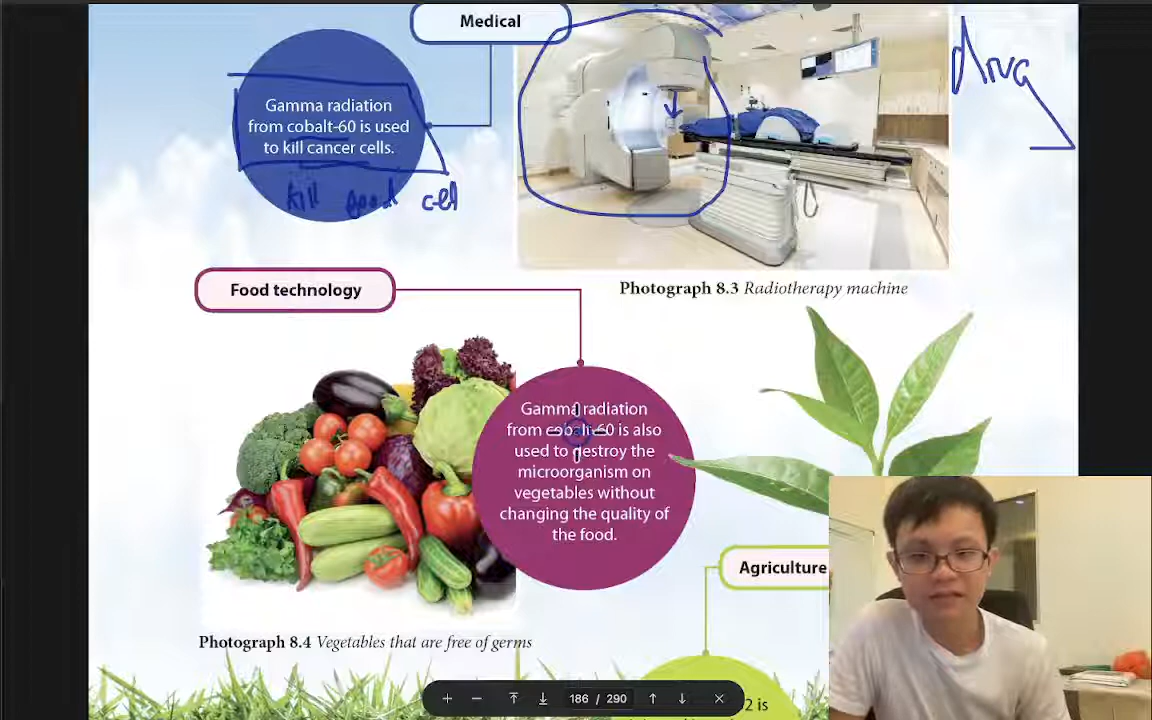 Medical
drug
Gamma radiation
from cobalt-60 is used
to kill cancer cells.
kill good cell
Photograph 8.3 Radiotherapy machine
Food technology
Gamma radiation
from cobalt-60 is also
used to destroy the
microorganism on
vegetables without
changing the quality of
the food.
Agriculture
Photograph 8.4 Vegetables that are free of germs
186 / 290
2 is